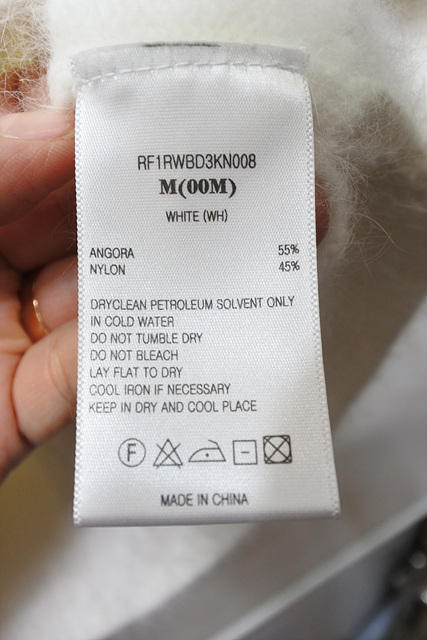 RF1RWBD3KN008
M(00M)
WHITE (WH)
ANGORA 55%
NYLON 45%
DRYCLEAN PETROLEUM SOLVENT ONLY
IN COLD WATER
DO NOT TUMBLE DRY
DO NOT BLEACH
LAY FLAT TO DRY
COOL IRON IF NECESSARY
KEEP IN DRY AND COOL PLACE
F
MADE IN CHINA